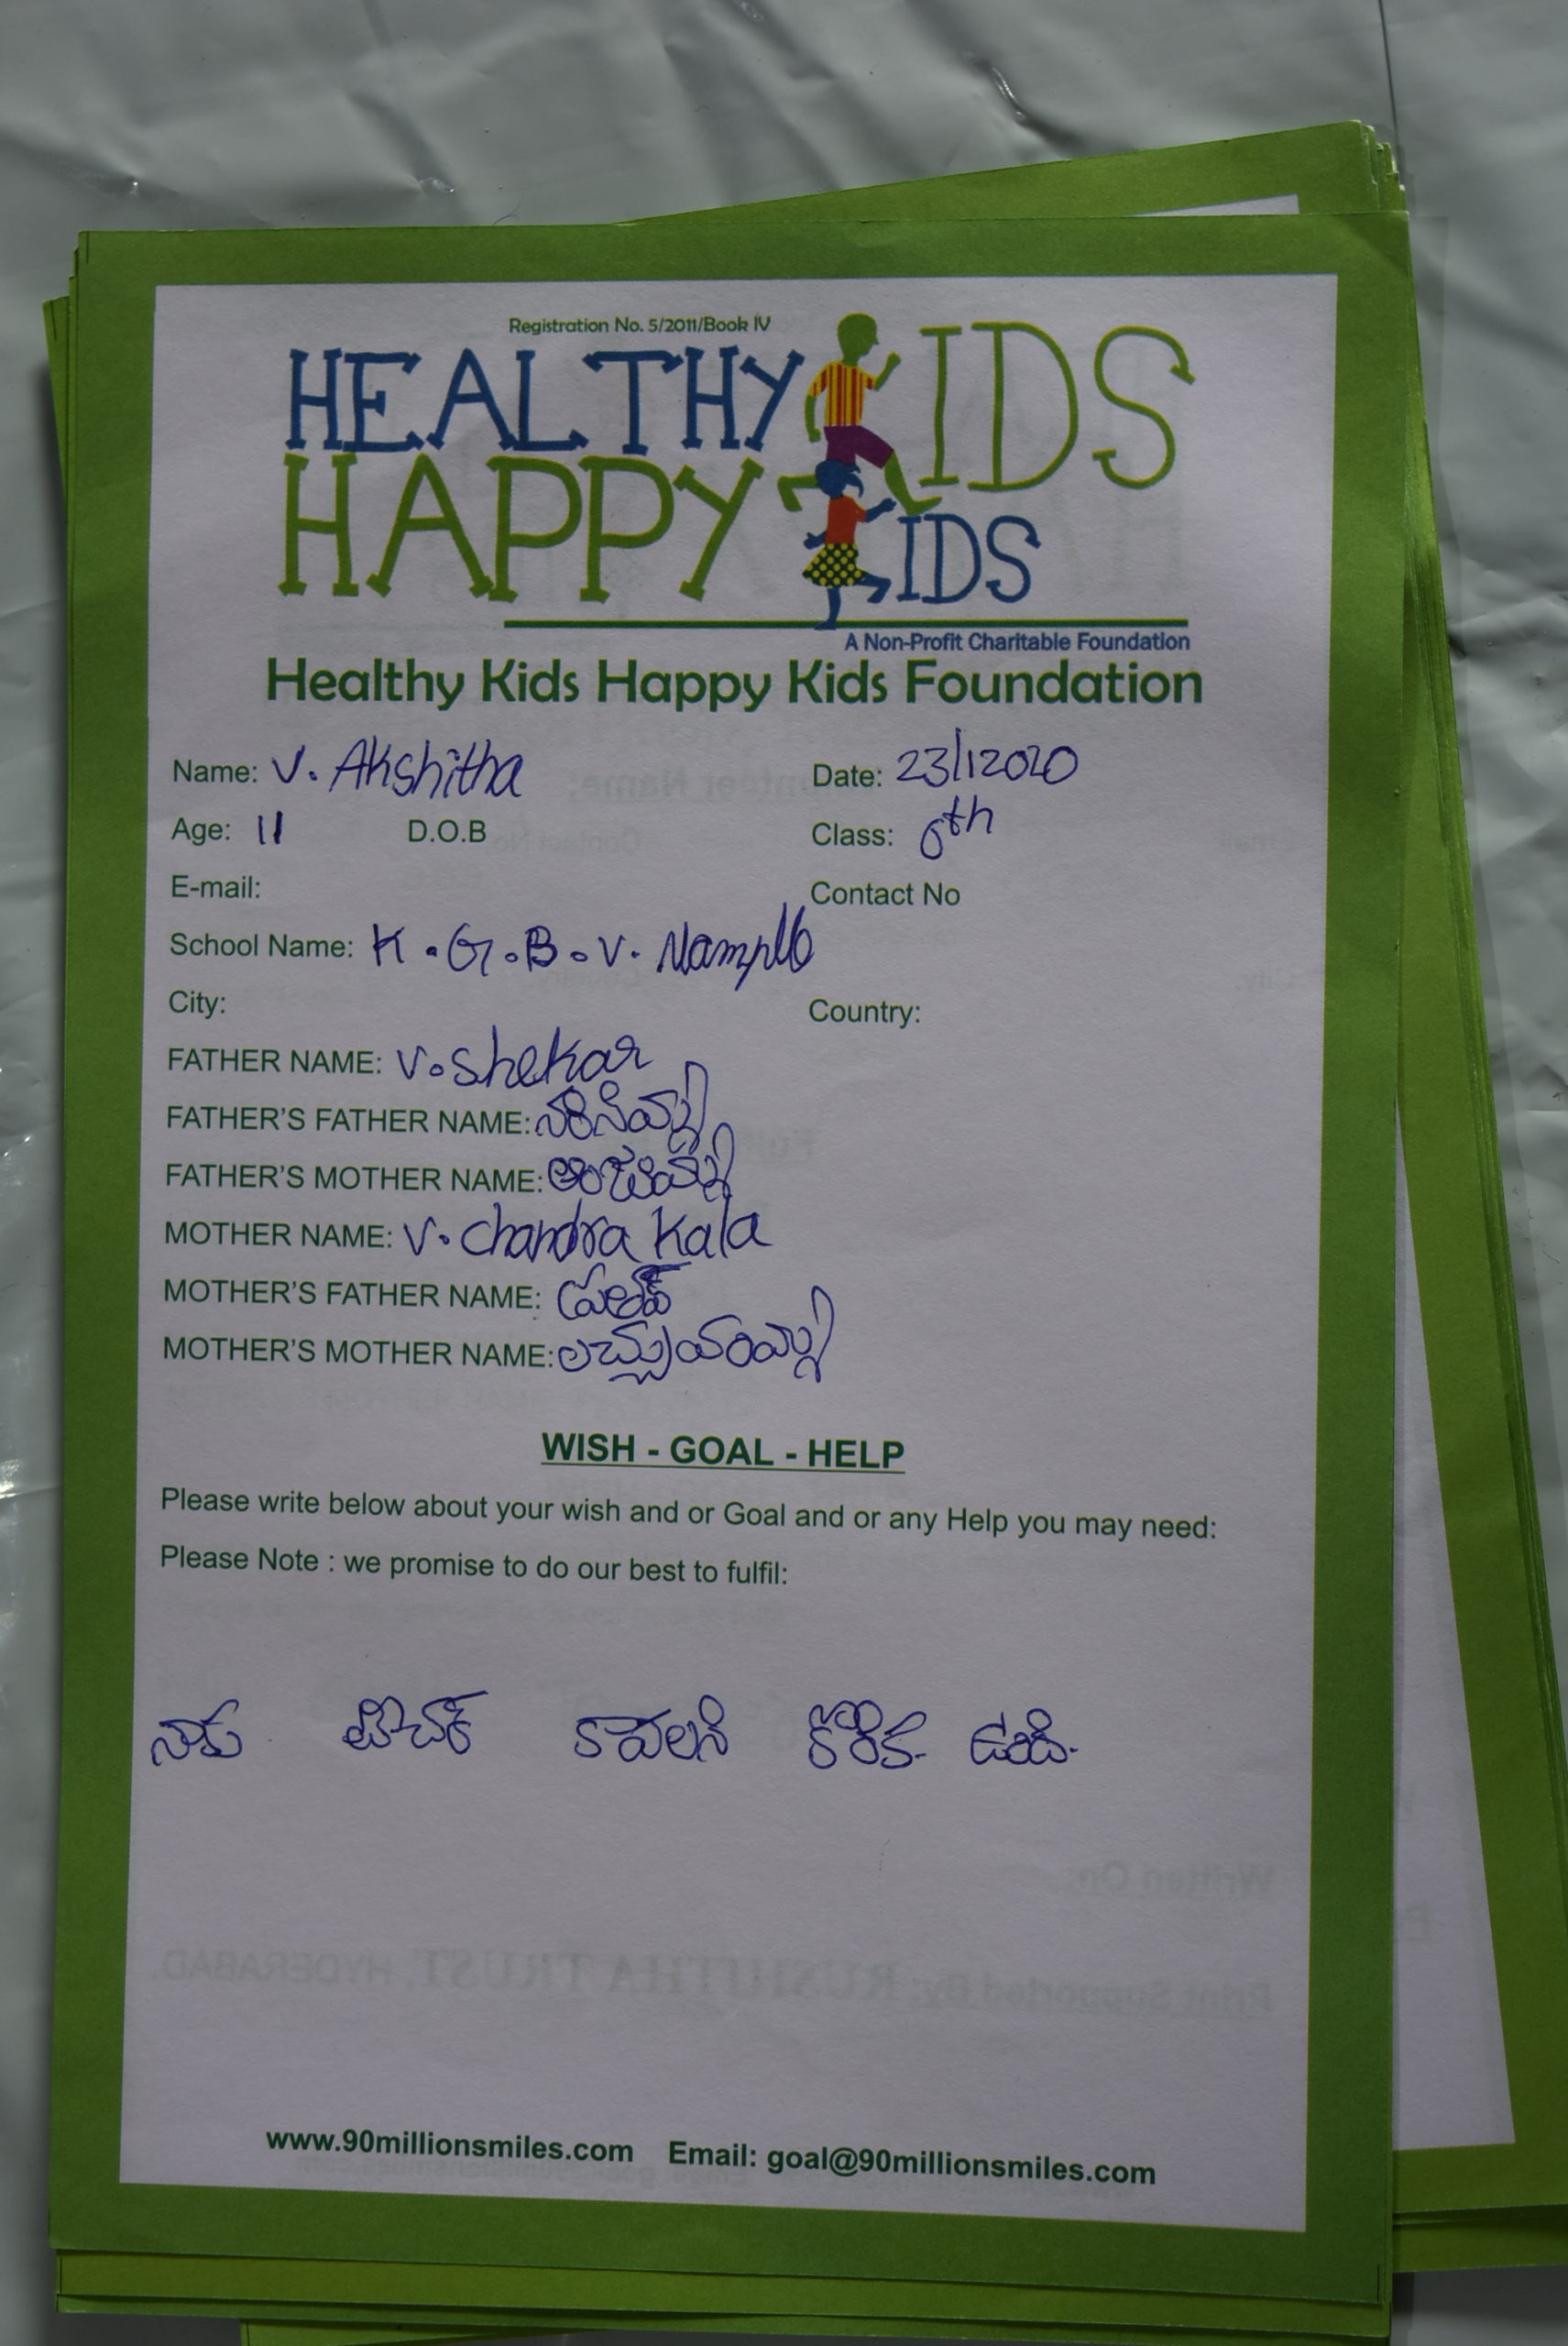 Registration No. 5/2011/Book IV
HEALTHY KIDS
HAPPY KIDS
A Non-Profit Charitable Foundation
Healthy Kids Happy Kids Foundation
Name: V. Akshitha Date: 23/12020
Age: 11 D.O.B Class: 6th
E-mail: Contact No
School Name: K.G.B.V.
City: Country:
FATHER NAME: V.Shekar
FATHER'S FATHER NAME:
FATHER'S MOTHER NAME:
MOTHER NAME: V. Chandra Kala
MOTHER'S FATHER NAME:
MOTHER'S MOTHER NAME:
WISH - GOAL - HELP
Please write below about your wish and or Goal and or any Help you may need:
Please Note : we promise to do our best to fulfil:
నాకు టీచర్ కావలని కోరిక ఉంది.
www.90millionsmiles.com Email: goal@90millionsmiles.com